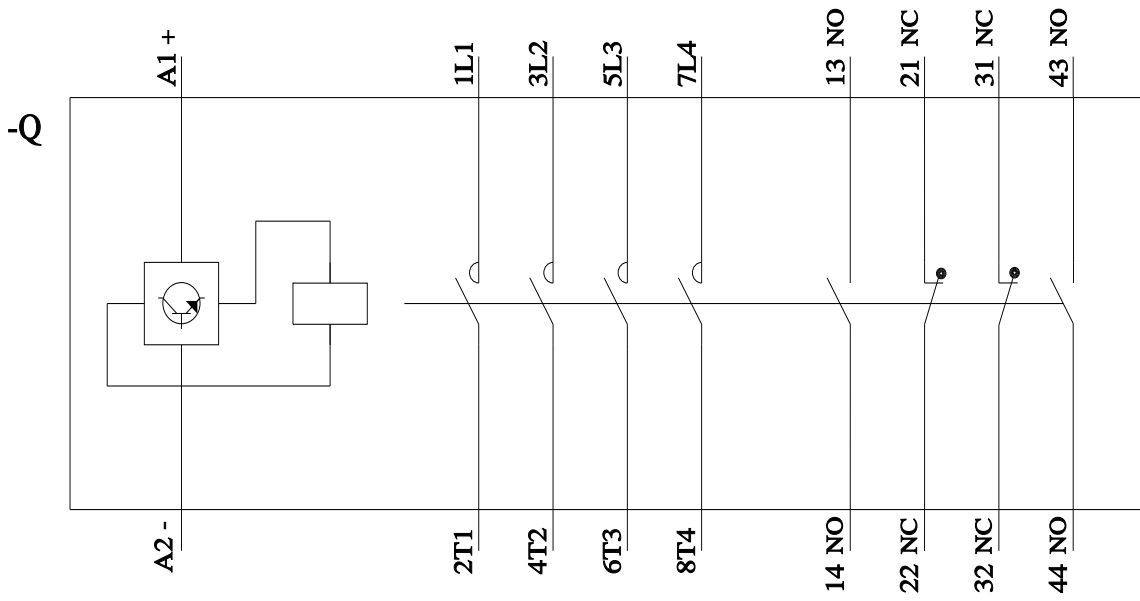 A1 +
1L1
3L2
5L3
7L4
13 NO
21 NC
31 NC
43 NO
-Q
A2 -
2T1
4T2
6T3
8T4
14 NO
22 NC
32 NC
44 NO